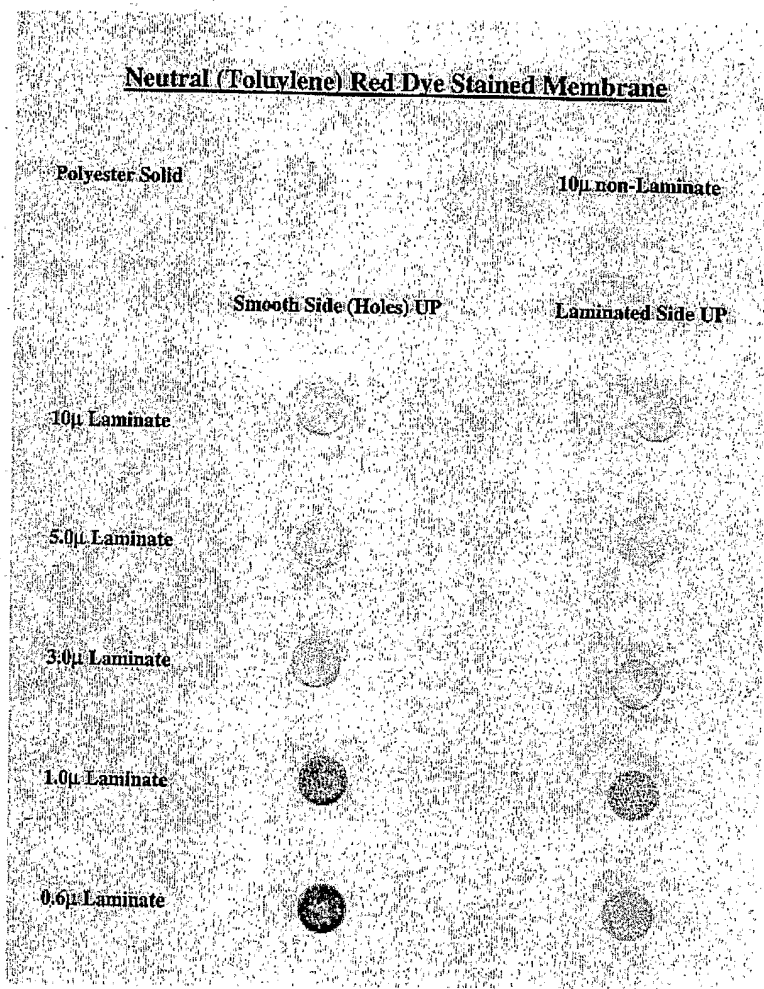 Neutral (Toluylene) Red Dye Stained Membrane
Polyester Solid
10µ non-Laminate
Smooth Side (Holes) UP
Laminated Side UP
10µ Laminate
5.0µ Laminate
3.0µ Laminate
1.0µ Laminate
0.6µ Laminate